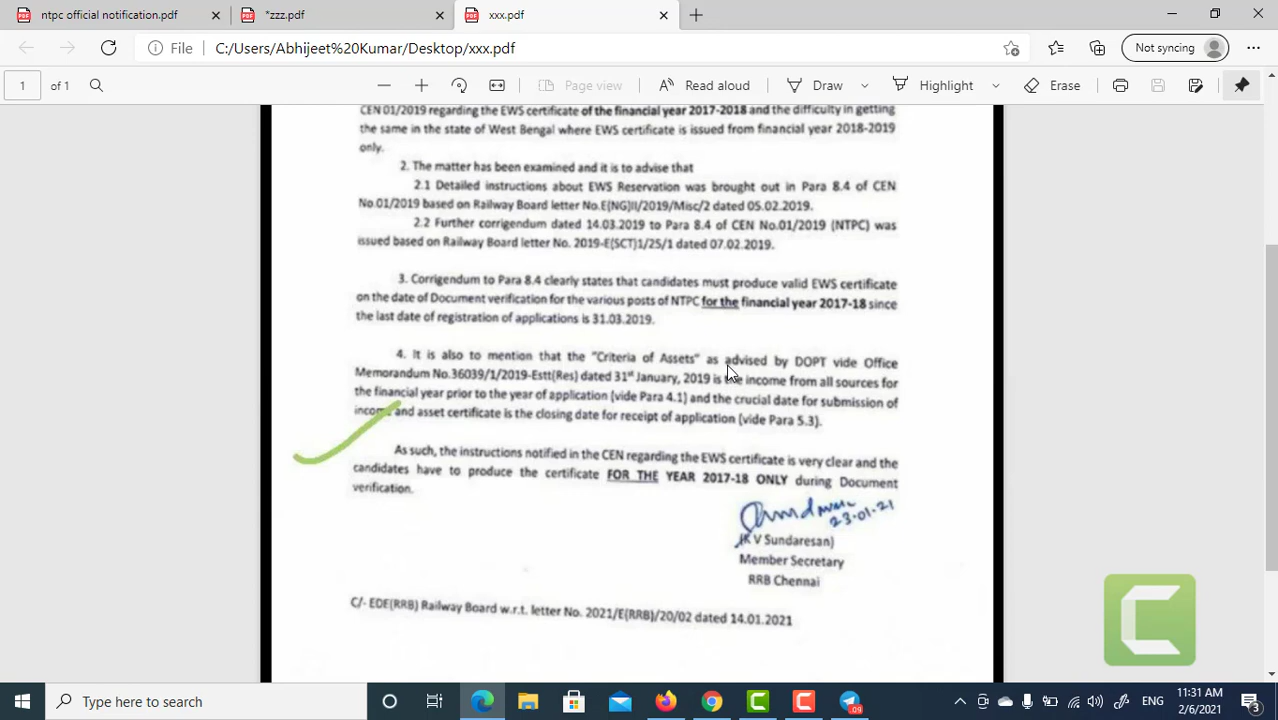 ntpc official notification.pdf
*zzz.pdf
xxx.pdf
File
C:/Users/Abhijeet%20Kumar/Desktop/xxx.pdf
Not syncing
1 of 1
Page view
Read aloud
Draw
Highlight
Erase
CEN 01/2019 regarding the EWS certificate of the financial year 2017-2018 and the difficulty in getting
the same in the state of West Bengal where EWS certificate is issued from financial year 2018-2019
only.
2. The matter has been examined and it is to advise that
2.1 Detailed instructions about EWS Reservation was brought out in Para 8.4 of CEN
No.01/2019 based on Railway Board letter No.E(NG)II/2019/Misc/2 dated 05.02.2019.
2.2 Further corrigendum dated 14.03.2019 to Para 8.4 of CEN No.01/2019 (NTPC) was
issued based on Railway Board letter No. 2019-E(SCT)1/25/1 dated 07.02.2019.
3. Corrigendum to Para 8.4 clearly states that candidates must produce valid EWS certificate
on the date of Document verification for the various posts of NTPC for the financial year 2017-18 since
the last date of registration of applications is 31.03.2019.
4. It is also to mention that the "Criteria of Assets" as advised by DOPT vide Office
Memorandum No.36039/1/2019-Estt(Res) dated 31st January, 2019 is the income from all sources for
the financial year prior to the year of application (vide Para 4.1) and the crucial date for submission of
income and asset certificate is the closing date for receipt of application (vide Para 5.3).
As such, the instructions notified in the CEN regarding the EWS certificate is very clear and the
candidates have to produce the certificate FOR THE YEAR 2017-18 ONLY during Document
verification.
23-01-21
(K V Sundaresan)
Member Secretary
RRB Chennai
C/- EDE(RRB) Railway Board w.r.t. letter No. 2021/E(RRB)/20/02 dated 14.01.2021
Type here to search
.09
ENG
11:31 AM
2/6/2021
3